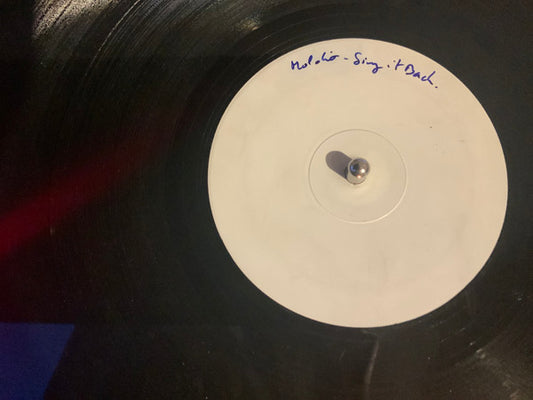 Moloko - Sing it Back.